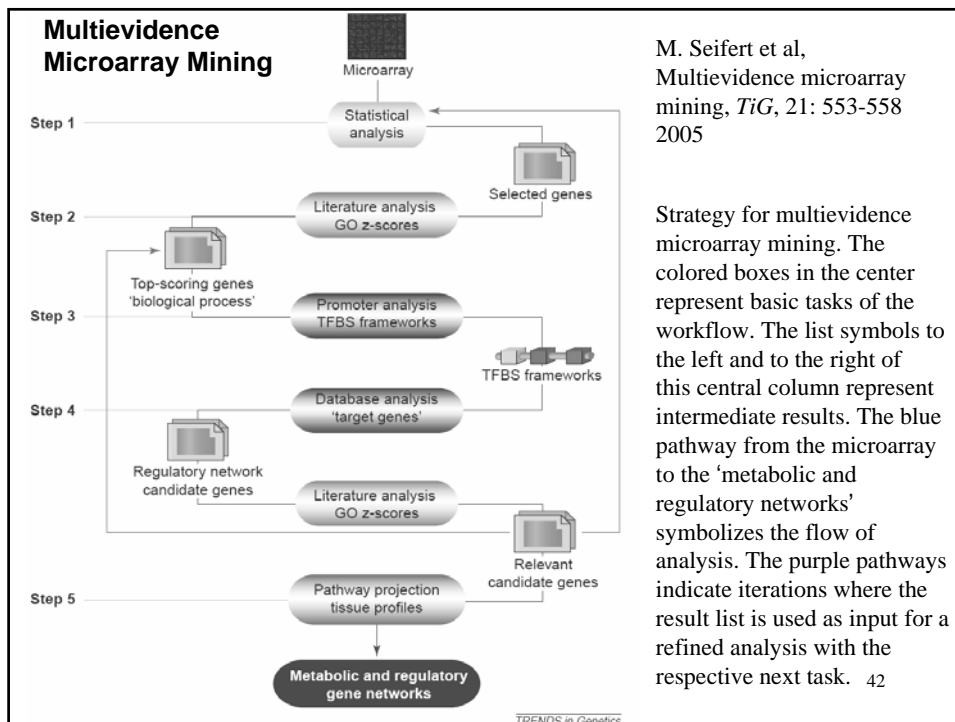 Multievidence
Microarray Mining
Microarray
Step 1
Statistical
analysis
Selected genes
Step 2
Literature analysis
GO z-scores
Top-scoring genes
'biological process'
Step 3
Promoter analysis
TFBS frameworks
TFBS frameworks
Step 4
Database analysis
'target genes'
Regulatory network
candidate genes
Literature analysis
GO z-scores
Relevant
candidate genes
Step 5
Pathway projection
tissue profiles
Metabolic and regulatory
gene networks
TRENDS in Genetics
M. Seifert et al,
Multievidence microarray
mining, TiG, 21: 553-558
2005
Strategy for multievidence
microarray mining. The
colored boxes in the center
represent basic tasks of the
workflow. The list symbols to
the left and to the right of
this central column represent
intermediate results. The blue
pathway from the microarray
to the ‘metabolic and
regulatory networks’
symbolizes the flow of
analysis. The purple pathways
indicate iterations where the
result list is used as input for a
refined analysis with the
respective next task. 42